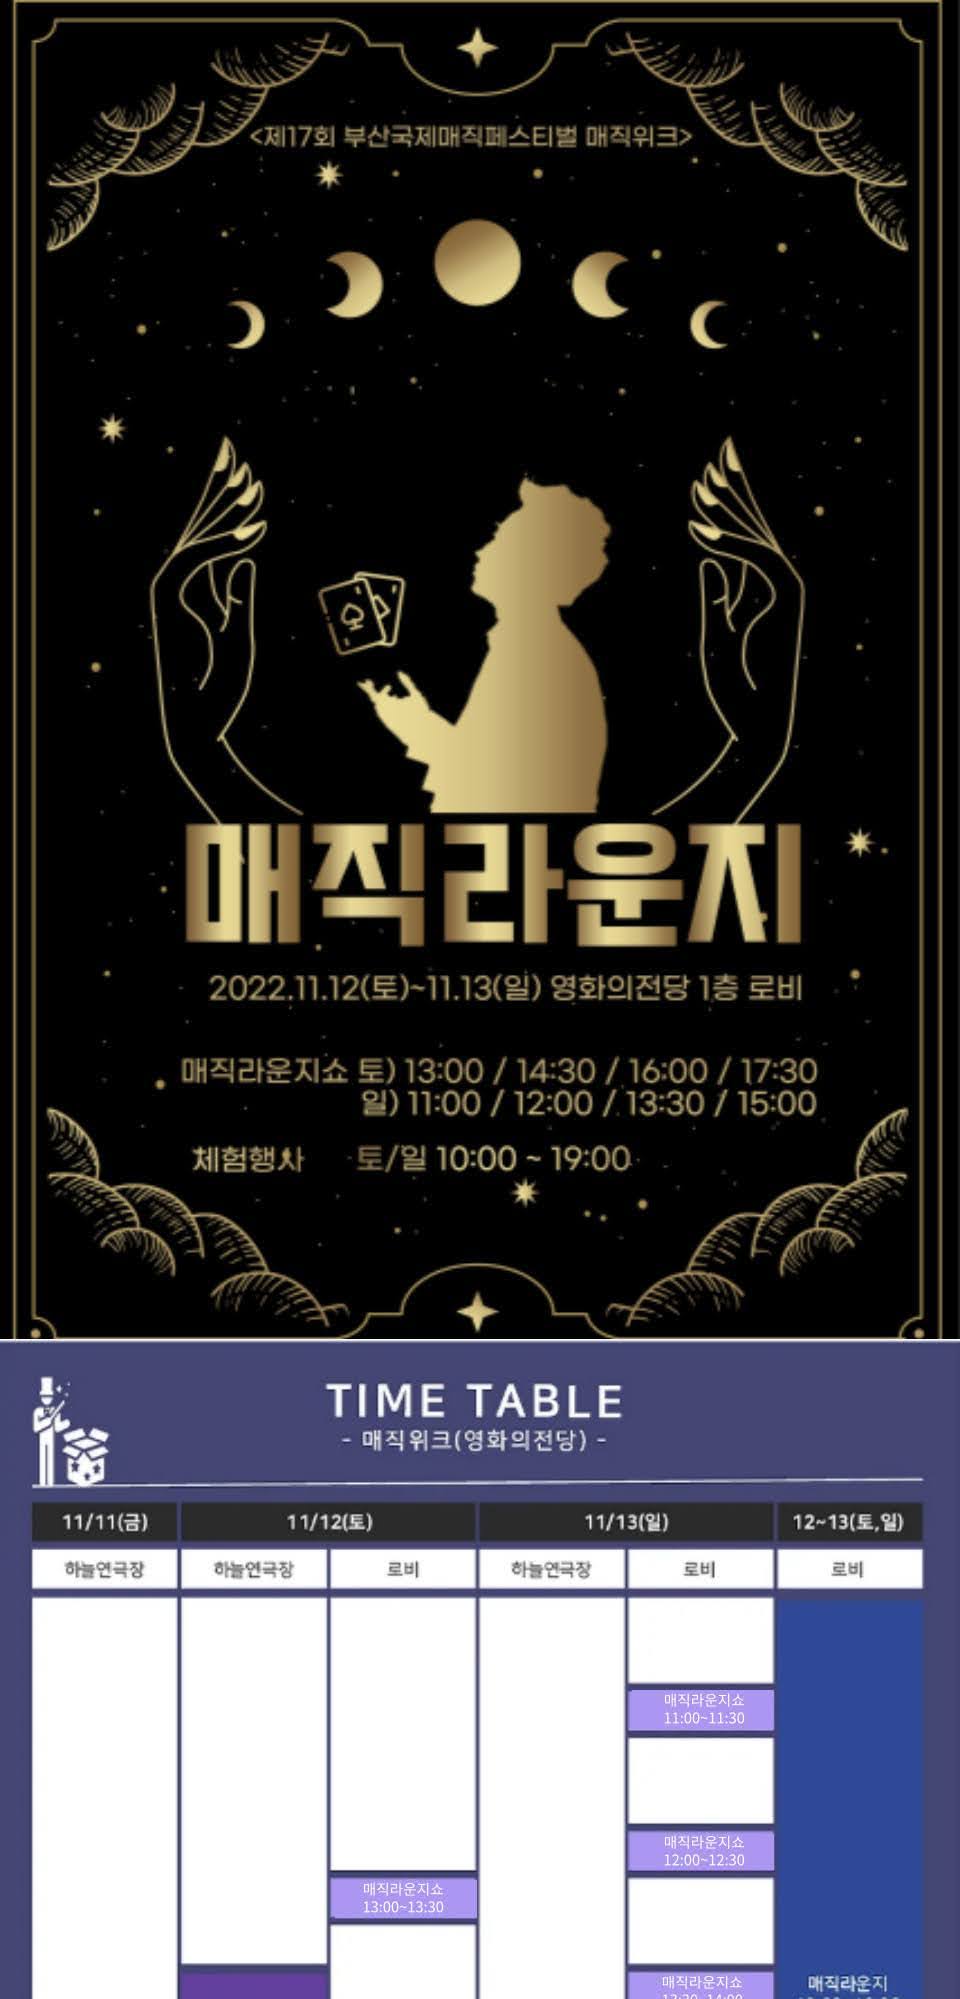 <제17회 부산국제매직페스티벌 매직위크>
매직라운지
2022.11.12(토)~11.13(일) 영화의전당 1층 로비
매직라운지쇼 토) 13:00 / 14:30 / 16:00 / 17:30
일) 11:00 / 12:00 / 13:30 / 15:00
체험행사 토/일 10:00 ~ 19:00
TIME TABLE
- 매직위크(영화의전당) -
11/11(금) 11/12(토) 11/13(일) 12~13(토,일)
하늘연극장 하늘연극장 로비 하늘연극장 로비 로비
매직라운지쇼
11:00~11:30
매직라운지쇼
12:00~12:30
매직라운지쇼
13:00~13:30
매직라운지쇼
매직라운지